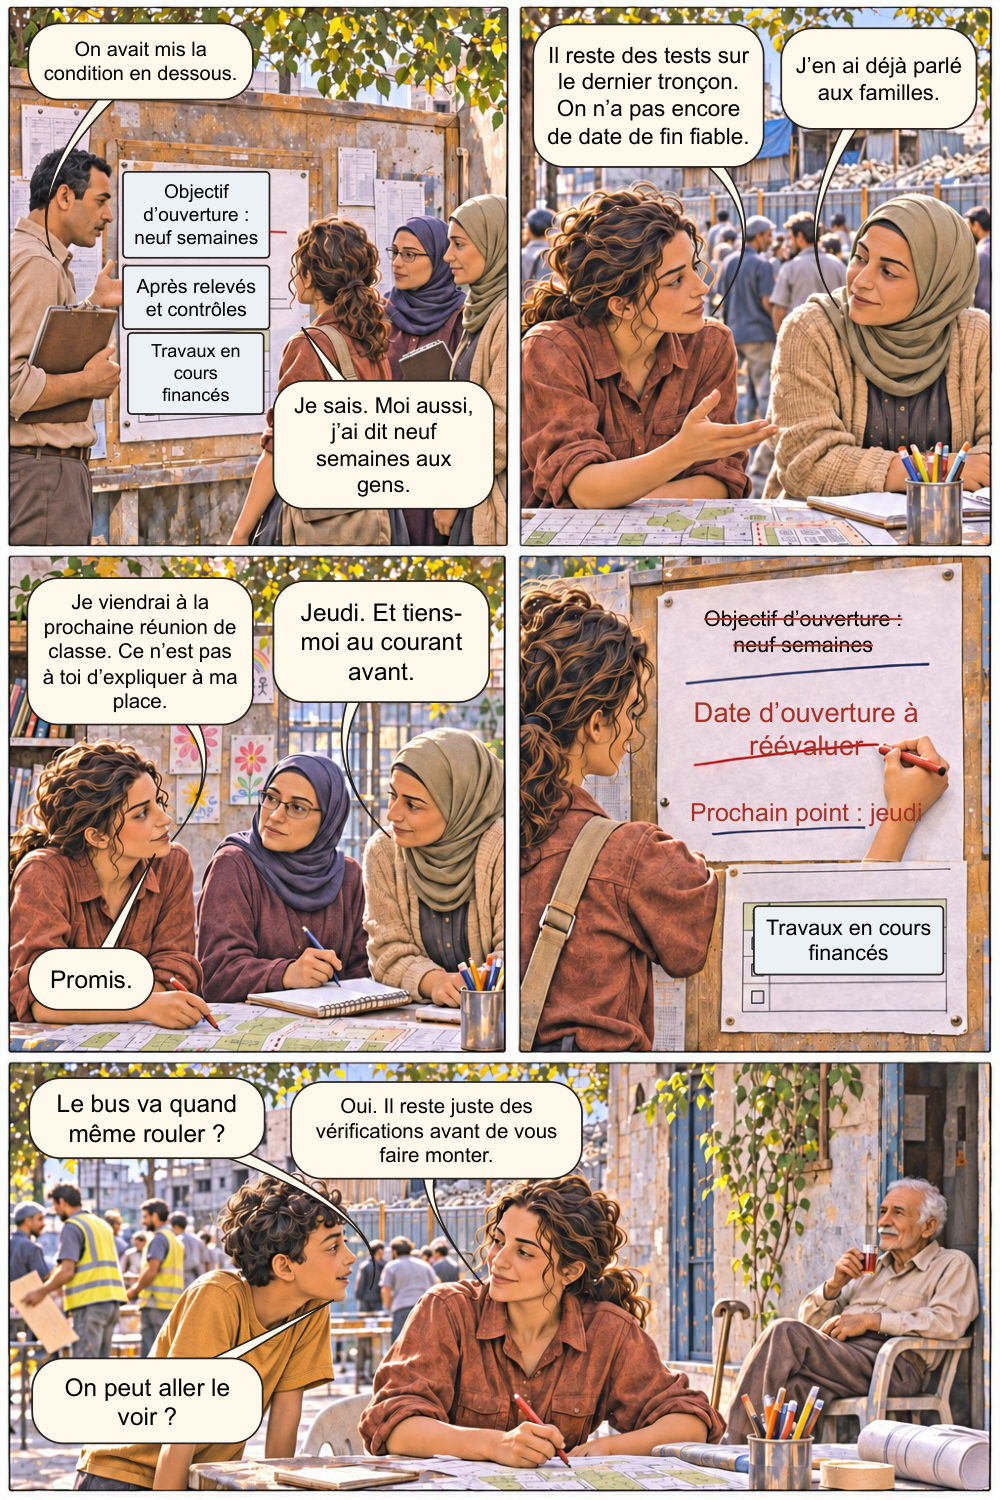 On avait mis la
condition en dessous.
Objectif
d’ouverture :
neuf semaines
Après relevés
et contrôles
Travaux en
cours
financés
Je sais. Moi aussi,
j’ai dit neuf
semaines aux
gens.
Il reste des tests sur
le dernier tronçon.
On n’a pas encore
de date de fin fiable.
J’en ai déjà parlé
aux familles.
Je viendrai à la
prochaine réunion de
classe. Ce n’est pas
à toi d’expliquer à ma
place.
Jeudi. Et tiens-
moi au courant
avant.
Promis.
Objectif d’ouverture :
neuf semaines
Date d’ouverture à
réévaluer
Prochain point : jeudi
Travaux en cours
financés
Le bus va quand
même rouler ?
Oui. Il reste juste des
vérifications avant de vous
faire monter.
On peut aller le
voir ?